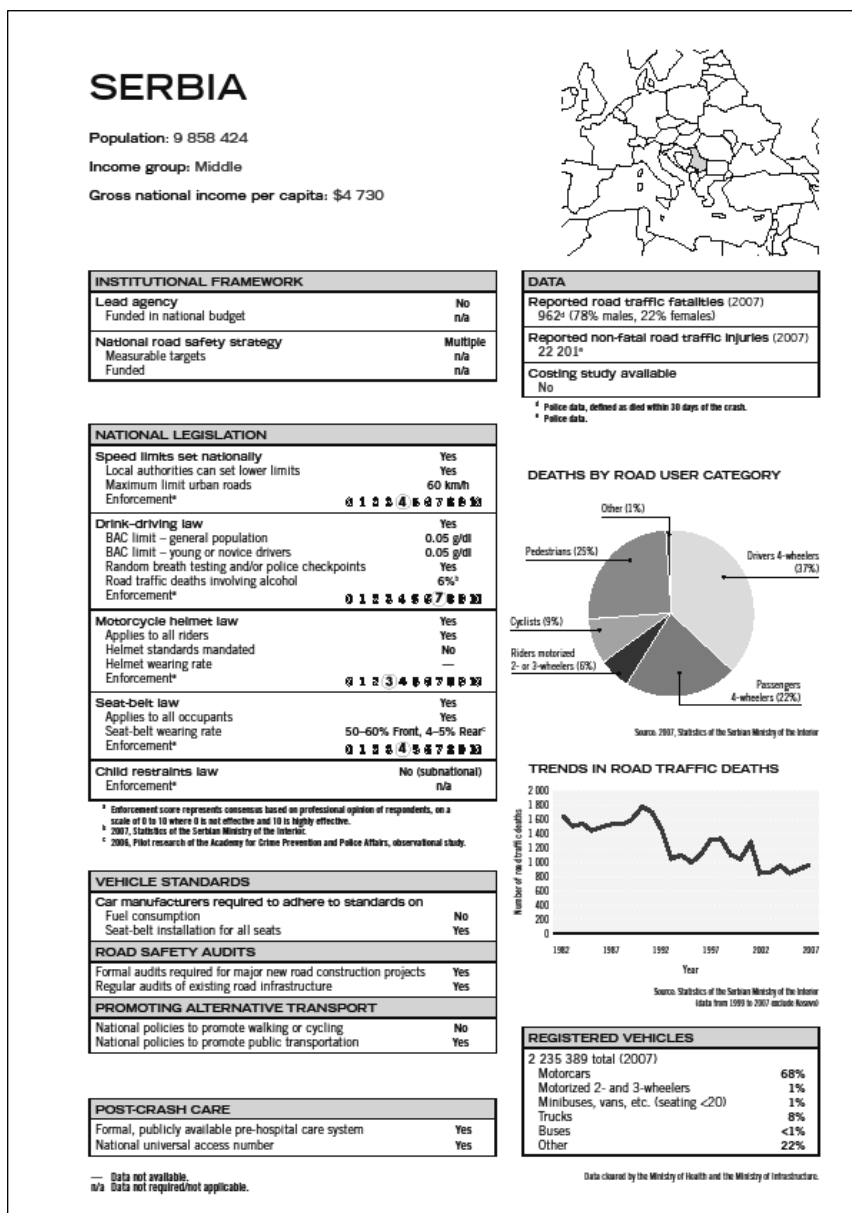 SERBIA
Population: 9 858 424
Income group: Middle
Gross national income per capita: $4 730
INSTITUTIONAL FRAMEWORK
Lead agency No
Funded in national budget n/a
National road safety strategy Multiple
Measurable targets n/a
Funded n/a
NATIONAL LEGISLATION
Speed limits set nationally Yes
Local authorities can set lower limits Yes
Maximum limit urban roads 60 km/h
Enforcementa 0 1 2 3 4 5 6 7 8 9 10
Drink–driving law Yes
BAC limit – general population 0.05 g/dl
BAC limit – young or novice drivers 0.05 g/dl
Random breath testing and/or police checkpoints Yes
Road traffic deaths involving alcohol 6%b
Enforcementa 0 1 2 3 4 5 6 7 8 9 10
Motorcycle helmet law Yes
Applies to all riders Yes
Helmet standards mandated No
Helmet wearing rate —
Enforcementa 0 1 2 3 4 5 6 7 8 9 10
Seat-belt law Yes
Applies to all occupants Yes
Seat-belt wearing rate 50–60% Front, 4–5% Rearc
Enforcementa 0 1 2 3 4 5 6 7 8 9 10
Child restraints law No (subnational)
Enforcementa n/a
a Enforcement score represents consensus based on professional opinion of respondents, on a
scale of 0 to 10 where 0 is not effective and 10 is highly effective.
b 2007, Statistics of the Serbian Ministry of the Interior.
c 2006, Pilot research of the Academy for Crime Prevention and Police Affairs, observational study.
VEHICLE STANDARDS
Car manufacturers required to adhere to standards on
Fuel consumption No
Seat-belt installation for all seats Yes
ROAD SAFETY AUDITS
Formal audits required for major new road construction projects Yes
Regular audits of existing road infrastructure Yes
PROMOTING ALTERNATIVE TRANSPORT
National policies to promote walking or cycling No
National policies to promote public transportation Yes
POST-CRASH CARE
Formal, publicly available pre-hospital care system Yes
National universal access number Yes
— Data not available.
n/a Data not required/not applicable.
DATA
Reported road traffic fatalities (2007)
962d (78% males, 22% females)
Reported non-fatal road traffic injuries (2007)
22 201e
Costing study available
No
d Police data, defined as died within 30 days of the crash.
e Police data.
DEATHS BY ROAD USER CATEGORY
Other (1%)
Pedestrians (25%)
Drivers 4-wheelers
(37%)
Cyclists (9%)
Riders motorized
2- or 3-wheelers (6%)
Passengers
4-wheelers (22%)
Source: 2007, Statistics of the Serbian Ministry of the Interior
TRENDS IN ROAD TRAFFIC DEATHS
Number of road traffic deaths
2 000
1 800
1 600
1 400
1 200
1 000
800
600
400
200
0
1982 1987 1992 1997 2002 2007
Year
Source: Statistics of the Serbian Ministry of the Interior
(data from 1999 to 2007 exclude Kosovo)
REGISTERED VEHICLES
2 235 389 total (2007)
Motorcars 68%
Motorized 2- and 3-wheelers 1%
Minibuses, vans, etc. (seating <20) 1%
Trucks 8%
Buses <1%
Other 22%
Data cleared by the Ministry of Health and the Ministry of Infrastructure.